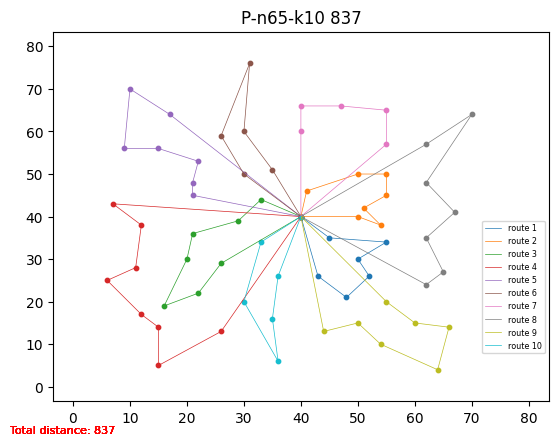 P-n65-k10 837
80
70
60
50
40
30
20
10
0
0 10 20 30 40 50 60 70 80
route 1
route 2
route 3
route 4
route 5
route 6
route 7
route 8
route 9
route 10
Total distance: 837